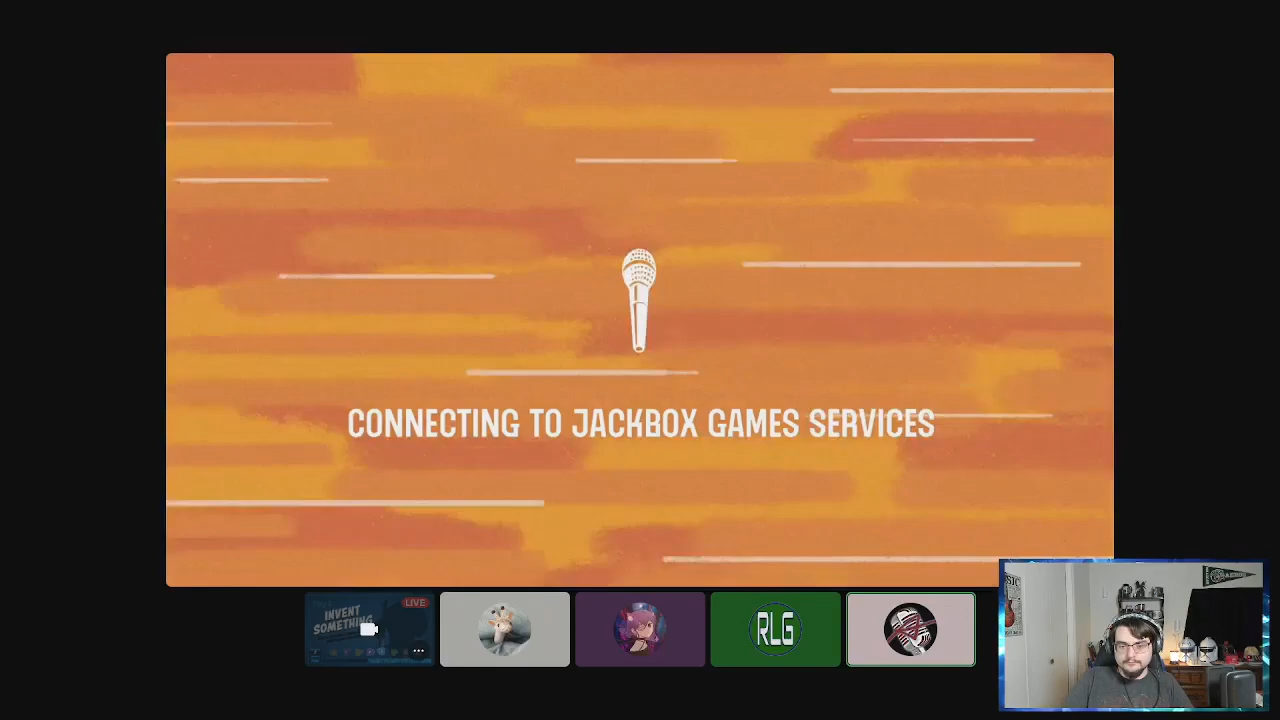 CONNECTING TO JACKBOX GAMES SERVICES
LIVE
INVENT
SOMETHING
RLG